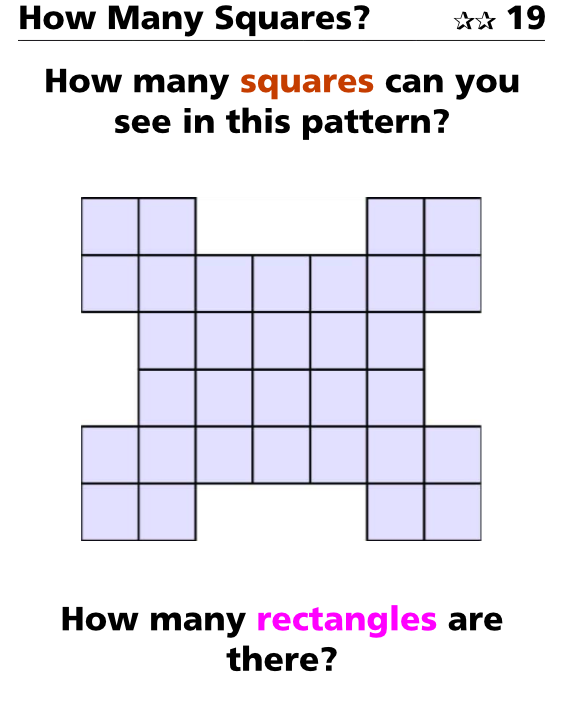 How Many Squares? ☆☆ 19
How many squares can you
see in this pattern?
How many rectangles are
there?